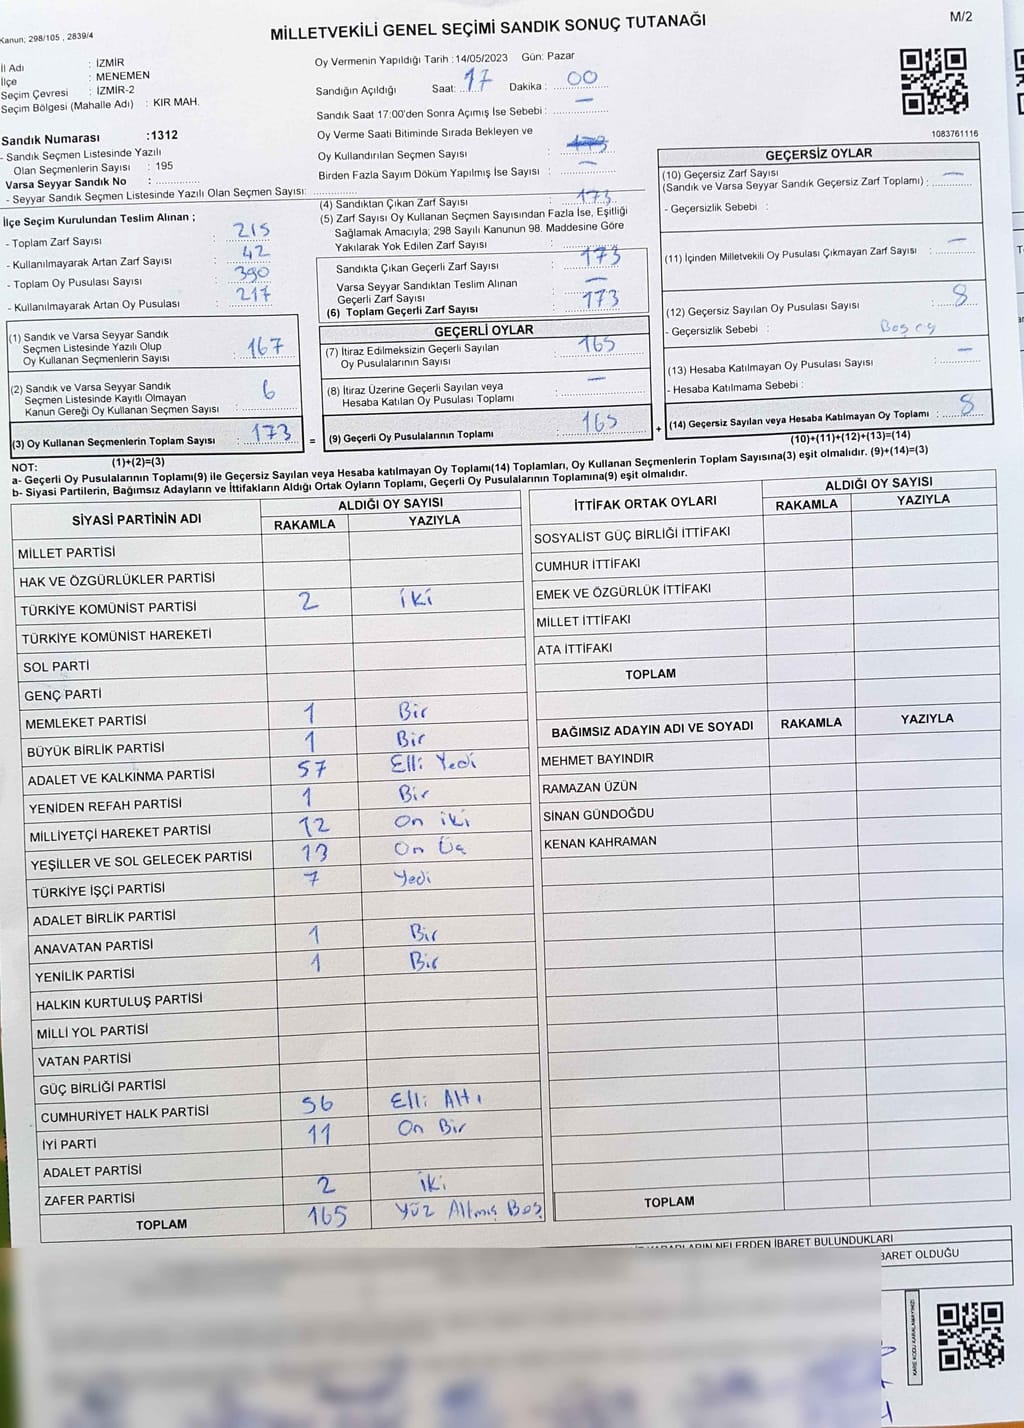 Kanun; 298/105 , 2839/4
MİLLETVEKİLİ GENEL SEÇİMİ SANDIK SONUÇ TUTANAĞI
M/2
İl Adı : İZMİR
İlçe : MENEMEN
Seçim Çevresi : İZMİR-2
Seçim Bölgesi (Mahalle Adı) : KIR MAH.
Sandık Numarası :1312
- Sandık Seçmen Listesinde Yazılı
Olan Seçmenlerin Sayısı : 195
Varsa Seyyar Sandık No :
- Seyyar Sandık Seçmen Listesinde Yazılı Olan Seçmen Sayısı:
Oy Vermenin Yapıldığı Tarih :14/05/2023 Gün: Pazar
Sandığın Açıldığı Saat: 17 Dakika : 00
Sandık Saat 17:00'den Sonra Açımış İse Sebebi : —
Oy Verme Saati Bitiminde Sırada Bekleyen ve
Oy Kullandırılan Seçmen Sayısı : 173
Birden Fazla Sayım Döküm Yapılmış İse Sayısı : —
1083761116
İlçe Seçim Kurulundan Teslim Alınan ;
- Toplam Zarf Sayısı : 215
- Kullanılmayarak Artan Zarf Sayısı : 42
- Toplam Oy Pusulası Sayısı : 390
- Kullanılmayarak Artan Oy Pusulası : 217
(4) Sandıktan Çıkan Zarf Sayısı : 173
(5) Zarf Sayısı Oy Kullanan Seçmen Sayısından Fazla İse, Eşitliği
Sağlamak Amacıyla; 298 Sayılı Kanunun 98. Maddesine Göre
Yakılarak Yok Edilen Zarf Sayısı :
Sandıkta Çıkan Geçerli Zarf Sayısı : 173
Varsa Seyyar Sandıktan Teslim Alınan
Geçerli Zarf Sayısı : —
(6) Toplam Geçerli Zarf Sayısı : 173
GEÇERSİZ OYLAR
(10) Geçersiz Zarf Sayısı
(Sandık ve Varsa Seyyar Sandık Geçersiz Zarf Toplamı) : —
- Geçersizlik Sebebi :
(11) İçinden Milletvekili Oy Pusulası Çıkmayan Zarf Sayısı : —
(12) Geçersiz Sayılan Oy Pusulası Sayısı : 8
- Geçersizlik Sebebi : Boş oy
(13) Hesaba Katılmayan Oy Pusulası Sayısı : —
- Hesaba Katılmama Sebebi :
(1) Sandık ve Varsa Seyyar Sandık
Seçmen Listesinde Yazılı Olup
Oy Kullanan Seçmenlerin Sayısı : 167
(2) Sandık ve Varsa Seyyar Sandık
Seçmen Listesinde Kayıtlı Olmayan
Kanun Gereği Oy Kullanan Seçmen Sayısı : 6
(3) Oy Kullanan Seçmenlerin Toplam Sayısı : 173
(1)+(2)=(3)
GEÇERLİ OYLAR
(7) İtiraz Edilmeksizin Geçerli Sayılan
Oy Pusulalarının Sayısı : 165
(8) İtiraz Üzerine Geçerli Sayılan veya
Hesaba Katılan Oy Pusulası Toplamı : —
= (9) Geçerli Oy Pusulalarının Toplamı : 165
+ (14) Geçersiz Sayılan veya Hesaba Katılmayan Oy Toplamı : 8
(10)+(11)+(12)+(13)=(14)
NOT:
a- Geçerli Oy Pusulalarının Toplamı(9) ile Geçersiz Sayılan veya Hesaba katılmayan Oy Toplamı(14) Toplamları, Oy Kullanan Seçmenlerin Toplam Sayısına(3) eşit olmalıdır. (9)+(14)=(3)
b- Siyasi Partilerin, Bağımsız Adayların ve İttifakların Aldığı Ortak Oyların Toplamı, Geçerli Oy Pusulalarının Toplamına(9) eşit olmalıdır.
SİYASİ PARTİNİN ADI ALDIĞI OY SAYISI
RAKAMLA YAZIYLA
MİLLET PARTİSİ
HAK VE ÖZGÜRLÜKLER PARTİSİ
TÜRKİYE KOMÜNİST PARTİSİ 2 iki
TÜRKİYE KOMÜNİST HAREKETİ
SOL PARTİ
GENÇ PARTİ
MEMLEKET PARTİSİ 1 Bir
BÜYÜK BİRLİK PARTİSİ 1 Bir
ADALET VE KALKINMA PARTİSİ 57 Elli Yedi
YENİDEN REFAH PARTİSİ 1 Bir
MİLLİYETÇİ HAREKET PARTİSİ 12 On iki
YEŞİLLER VE SOL GELECEK PARTİSİ 13 On Üç
TÜRKİYE İŞÇİ PARTİSİ 7 Yedi
ADALET BİRLİK PARTİSİ
ANAVATAN PARTİSİ 1 Bir
YENİLİK PARTİSİ 1 Bir
HALKIN KURTULUŞ PARTİSİ
MİLLİ YOL PARTİSİ
VATAN PARTİSİ
GÜÇ BİRLİĞİ PARTİSİ
CUMHURİYET HALK PARTİSİ 56 Elli Altı
İYİ PARTİ 11 On Bir
ADALET PARTİSİ
ZAFER PARTİSİ 2 iki
TOPLAM 165 Yüz Altmış Beş
İTTİFAK ORTAK OYLARI ALDIĞI OY SAYISI
RAKAMLA YAZIYLA
SOSYALİST GÜÇ BİRLİĞİ İTTİFAKI
CUMHUR İTTİFAKI
EMEK VE ÖZGÜRLÜK İTTİFAKI
MİLLET İTTİFAKI
ATA İTTİFAKI
TOPLAM
BAĞIMSIZ ADAYIN ADI VE SOYADI RAKAMLA YAZIYLA
MEHMET BAYINDIR
RAMAZAN ÜZÜN
SİNAN GÜNDOĞDU
KENAN KAHRAMAN
TOPLAM
NELERDEN İBARET BULUNDUKLARI
BARET OLDUĞU